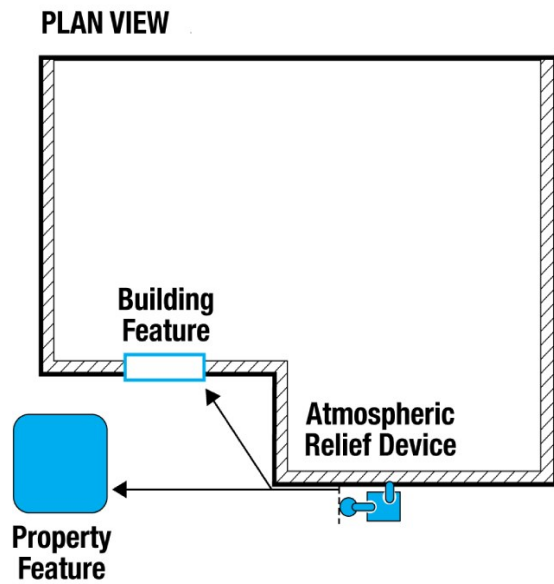 PLAN VIEW
Building
Feature
Atmospheric
Relief Device
Property
Feature